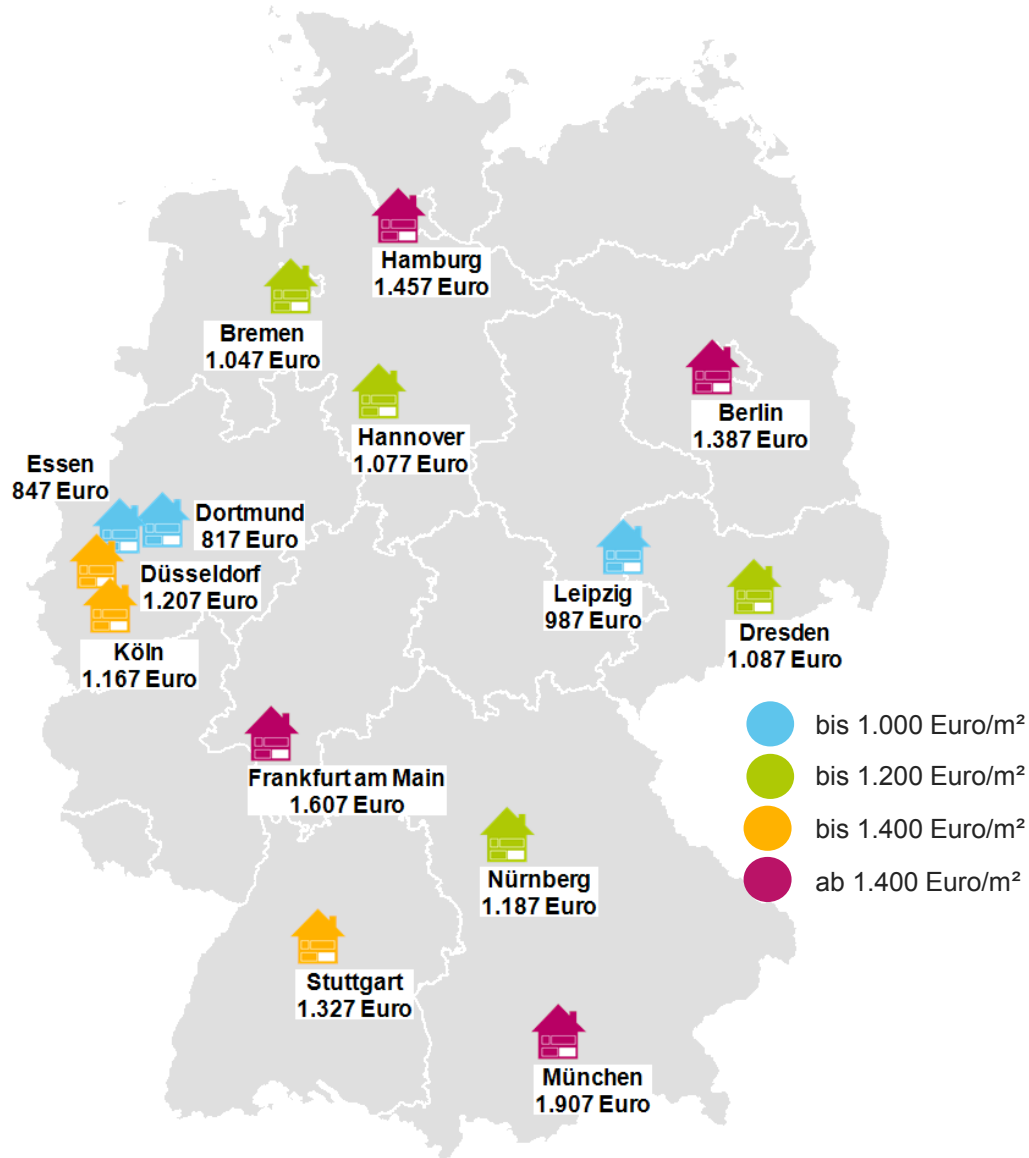 Hamburg
1.457 Euro
Bremen
1.047 Euro
Berlin
1.387 Euro
Hannover
1.077 Euro
Essen
847 Euro
Dortmund
817 Euro
Düsseldorf
1.207 Euro
Köln
1.167 Euro
Leipzig
987 Euro
Dresden
1.087 Euro
Frankfurt am Main
1.607 Euro
Nürnberg
1.187 Euro
Stuttgart
1.327 Euro
München
1.907 Euro
bis 1.000 Euro/m²
bis 1.200 Euro/m²
bis 1.400 Euro/m²
ab 1.400 Euro/m²